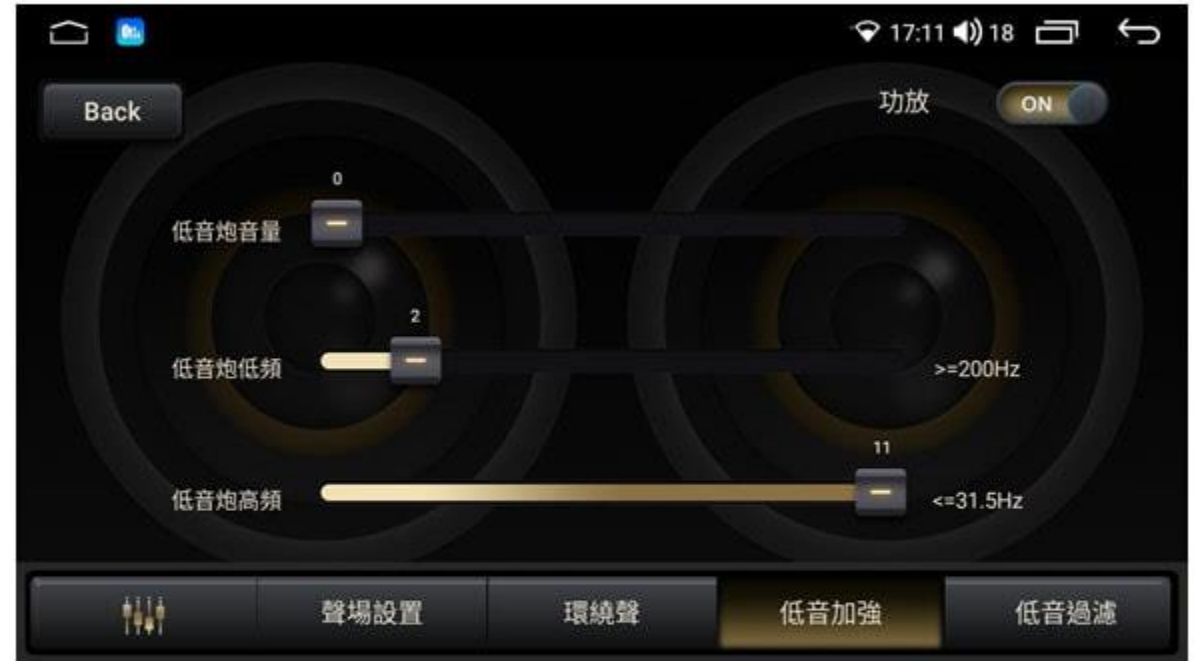 17:11 18
Back
功放
ON
0
低音炮音量
2
低音炮低頻
>=200Hz
11
低音炮高頻
<=31.5Hz
聲場設置
環繞聲
低音加強
低音過濾